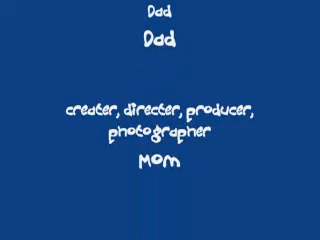 Dad
Dad
creater, directer, producer,
photographer
Mom